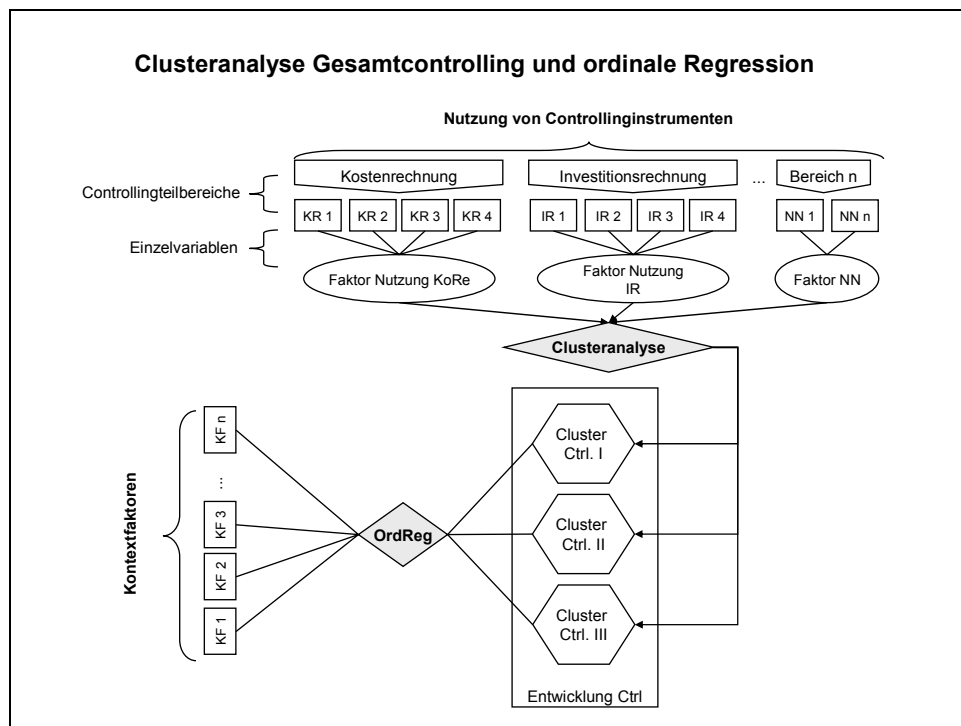 Clusteranalyse Gesamtcontrolling und ordinale Regression
Nutzung von Controllinginstrumenten
Controllingteilbereiche
Kostenrechnung
Investitionsrechnung
...
Bereich n
KR 1
KR 2
KR 3
KR 4
IR 1
IR 2
IR 3
IR 4
NN 1
NN n
Einzelvariablen
Faktor Nutzung KoRe
Faktor Nutzung
IR
Faktor NN
Clusteranalyse
Kontextfaktoren
KF n
...
KF 3
KF 2
KF 1
OrdReg
Cluster
Ctrl. I
Cluster
Ctrl. II
Cluster
Ctrl. III
Entwicklung Ctrl